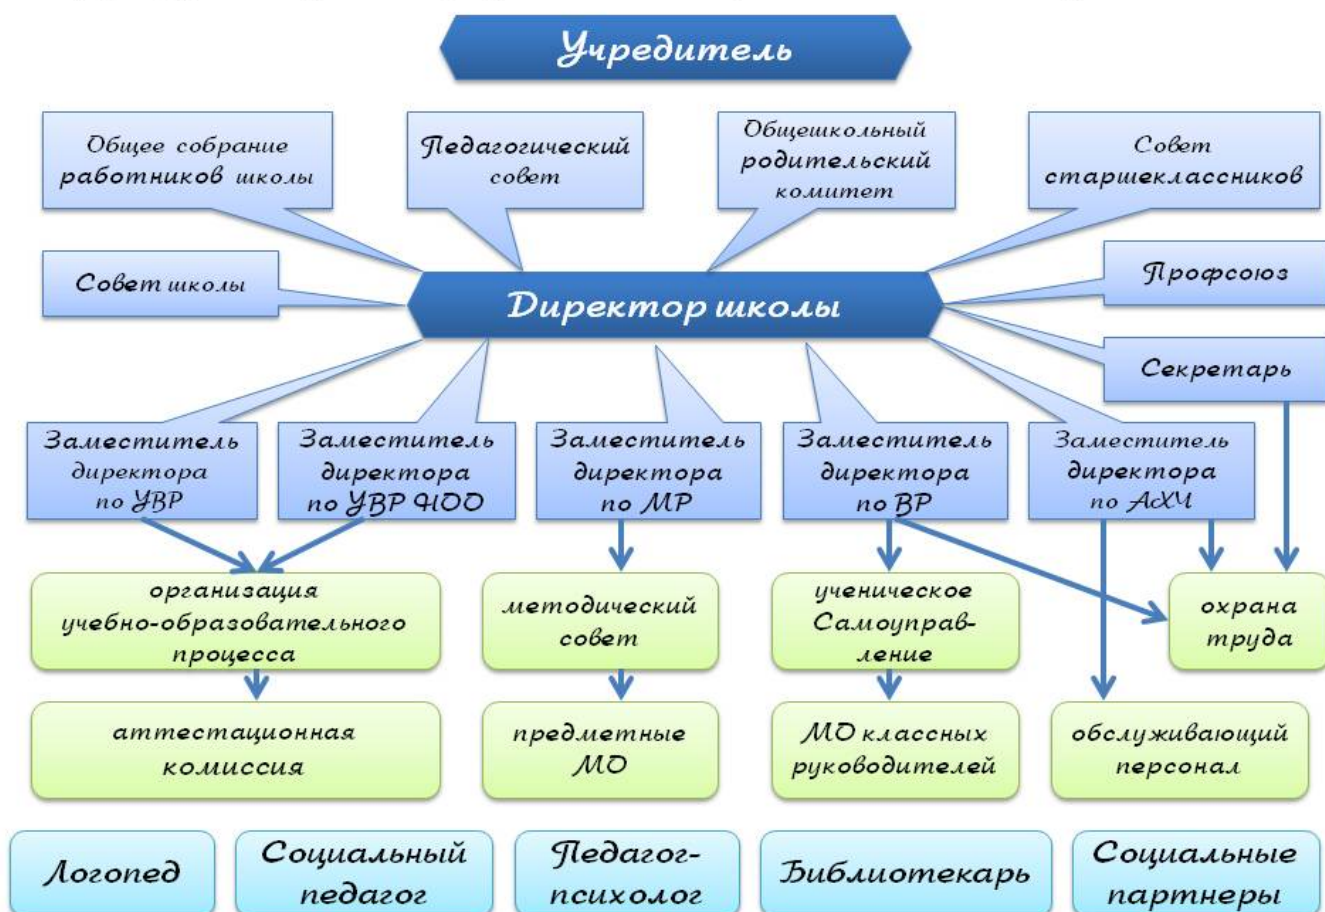 Учредитель
Общее собрание
работников школы
Педагогический
совет
Общешкольный
родительский
комитет
Совет
старшеклассников
Совет школы
Директор школы
Профсоюз
Секретарь
Заместитель
директора
по УВР
Заместитель
директора
по УВР НОО
Заместитель
директора
по МР
Заместитель
директора
по ВР
Заместитель
директора
по АХЧ
организация
учебно-образовательного
процесса
методический
совет
ученическое
Самоуправ-
ление
охрана
труда
аттестационная
комиссия
предметные
МО
МО классных
руководителей
обслуживающий
персонал
Логопед
Социальный
педагог
Педагог-
психолог
Библиотекарь
Социальные
партнеры